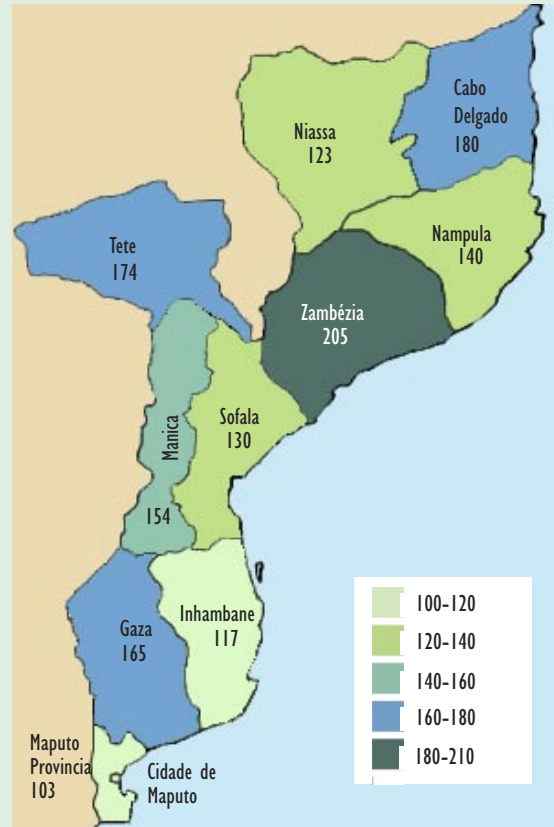 Cabo
Delgado
180
Niassa
123
Nampula
140
Tete
174
Zambézia
205
Manica
154
Sofala
130
Inhambane
117
Gaza
165
Maputo
Provincia
103
Cidade de
Maputo
100–120
120–140
140–160
160–180
180–210